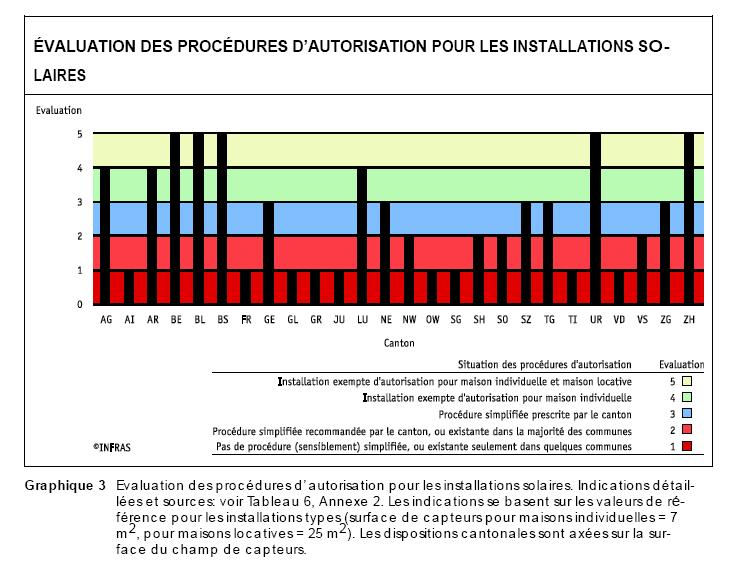 ÉVALUATION DES PROCÉDURES D’AUTORISATION POUR LES INSTALLATIONS SO-
LAIRES
Evaluation
5
4
3
2
1
0
AG AI AR BE BL BS FR GE GL GR JU LU NE NW OW SG SH SO SZ TG TI UR VD VS ZG ZH
Canton
Situation des procédures d'autorisation Evaluation
Installation exempte d'autorisation pour maison individuelle et maison locative 5
Installation exempte d'autorisation pour maison individuelle 4
Procédure simplifiée prescrite par le canton 3
Procédure simplifiée recommandée par le canton, ou existante dans la majorité des communes 2
©INFRAS Pas de procédure (sensiblement) simplifiée, ou existante seulement dans quelques communes 1
Graphique 3 Evaluation des procédures d’autorisation pour les installations solaires. Indications détail-
lées et sources: voir Tableau 6, Annexe 2. Les indications se basent sur les valeurs de ré-
férence pour les installations types (surface de capteurs pour maisons individuelles = 7
m2, pour maisons locatives = 25 m2). Les dispositions cantonales sont axées sur la sur-
face du champ de capteurs.